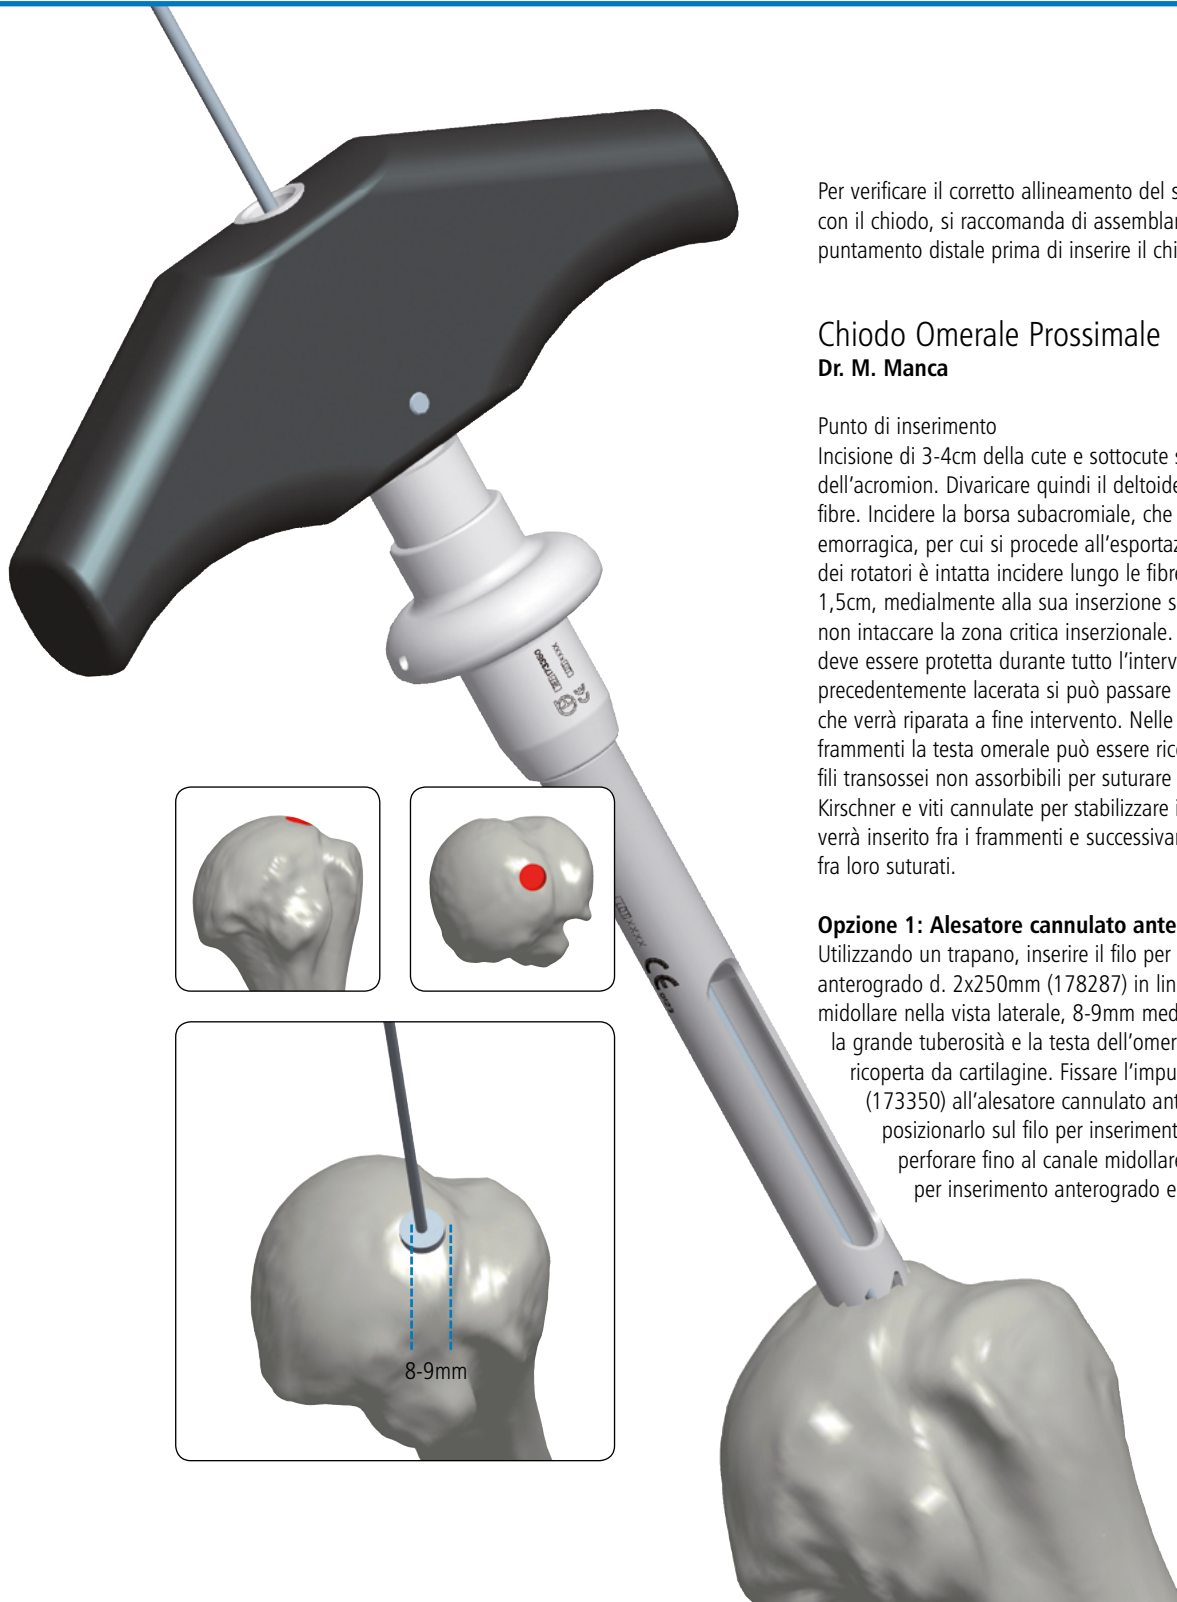 Per verificare il corretto allineamento del s
con il chiodo, si raccomanda di assemblar
puntamento distale prima di inserire il chi
Chiodo Omerale Prossimale
Dr. M. Manca
Punto di inserimento
Incisione di 3-4cm della cute e sottocute s
dell’acromion. Divaricare quindi il deltoide
fibre. Incidere la borsa subacromiale, che
emorragica, per cui si procede all’esportaz
dei rotatori è intatta incidere lungo le fibre
1,5cm, medialmente alla sua inserzione s
non intaccare la zona critica inserzionale.
deve essere protetta durante tutto l’interv
precedentemente lacerata si può passare
che verrà riparata a fine intervento. Nelle
frammenti la testa omerale può essere rico
fili transossei non assorbibili per suturare
Kirschner e viti cannulate per stabilizzare i
verrà inserito fra i frammenti e successivar
fra loro suturati.
Opzione 1: Alesatore cannulato ante
Utilizzando un trapano, inserire il filo per
anterogrado d. 2x250mm (178287) in lin
midollare nella vista laterale, 8-9mm med
la grande tuberosità e la testa dell’omer
ricoperta da cartilagine. Fissare l’impu
(173350) all’alesatore cannulato ant
posizionarlo sul filo per inseriment
perforare fino al canale midollare
per inserimento anterogrado e
8-9mm
LOT XXXX
CE 0123